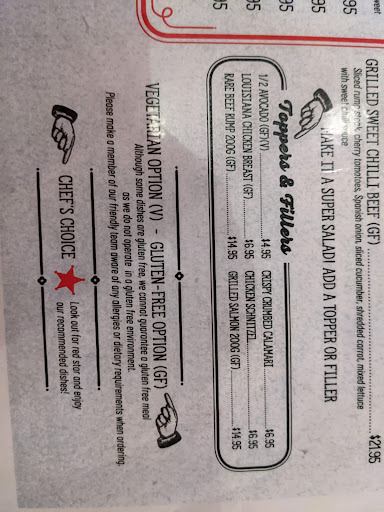 GRILLED SWEET CHILLI BEEF (GF)
$21.95
Sliced rump steak, cherry tomatoes, Spanish onion, sliced cucumber, shredded carrot, mixed lettuce
with sweet chilli sauce
MAKE IT A SUPER SALAD! ADD A TOPPER OR FILLER
Toppers & Fillers
1/2 AVOCADO (GF)(V) $4.95
LOUISIANA CHICKEN BREAST (GF) $6.95
RARE BEEF RUMP 200G (GF) $14.95
CRISPY CRUMBED CALAMARI $6.95
CHICKEN SCHNITZEL $6.95
GRILLED SALMON 200G (GF) $14.95
VEGETARIAN OPTION (V) - GLUTEN-FREE OPTION (GF)
Although some dishes are gluten free, we cannot guarantee a gluten free meal
as we do not operate in a gluten free environment.
Please make a member of our friendly team aware of any allergies or dietary requirements when ordering.
CHEF'S CHOICE
Look out for red star and enjoy
our recommended dishes!